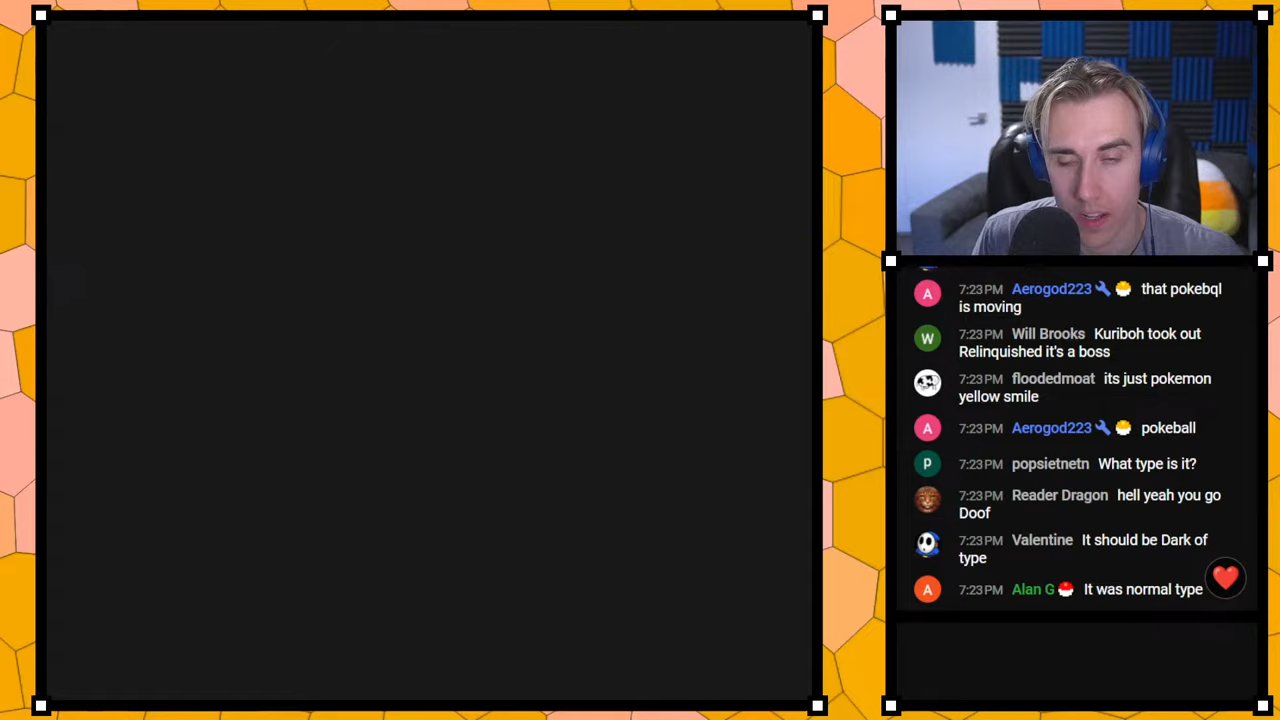 A 7:23 PM Aerogod223 that pokebql
is moving
W 7:23 PM Will Brooks Kuriboh took out
Relinquished it's a boss
7:23 PM floodedmoat its just pokemon
yellow smile
A 7:23 PM Aerogod223 pokeball
P 7:23 PM popsietnetn What type is it?
7:23 PM Reader Dragon hell yeah you go
Doof
7:23 PM Valentine It should be Dark of
type
A 7:23 PM Alan G It was normal type